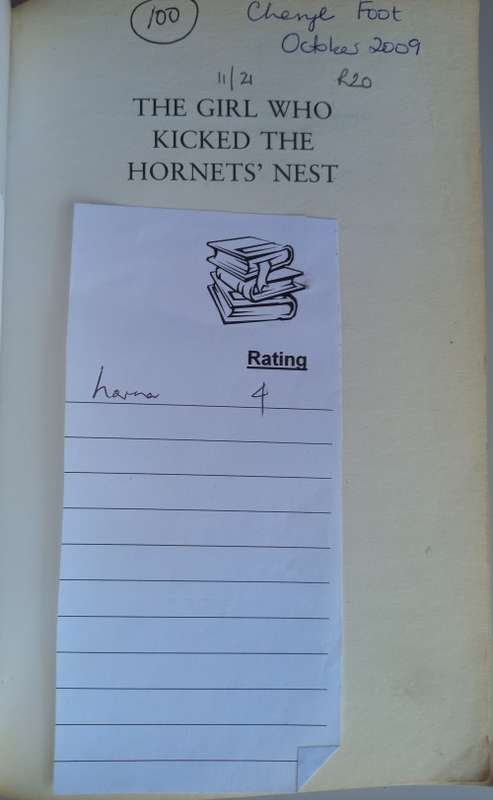 100 Cheryl Foot
October 2009
11/21 R20
THE GIRL WHO
KICKED THE
HORNETS' NEST
Rating
4